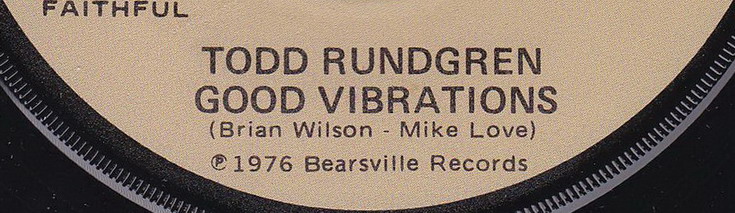 FAITHFUL
TODD RUNDGREN
GOOD VIBRATIONS
(Brian Wilson - Mike Love)
℗1976 Bearsville Records